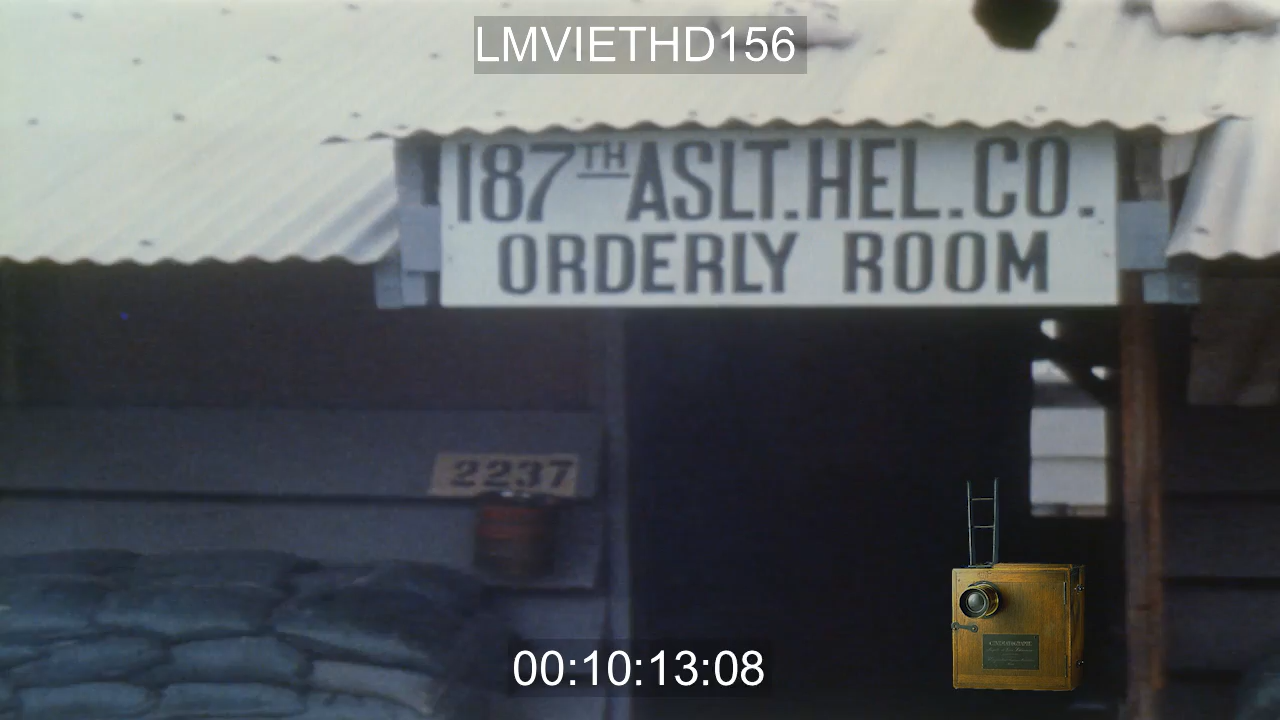 LMVIETHD156
187TH ASLT. HEL. CO.
ORDERLY ROOM
2237
00:10:13:08